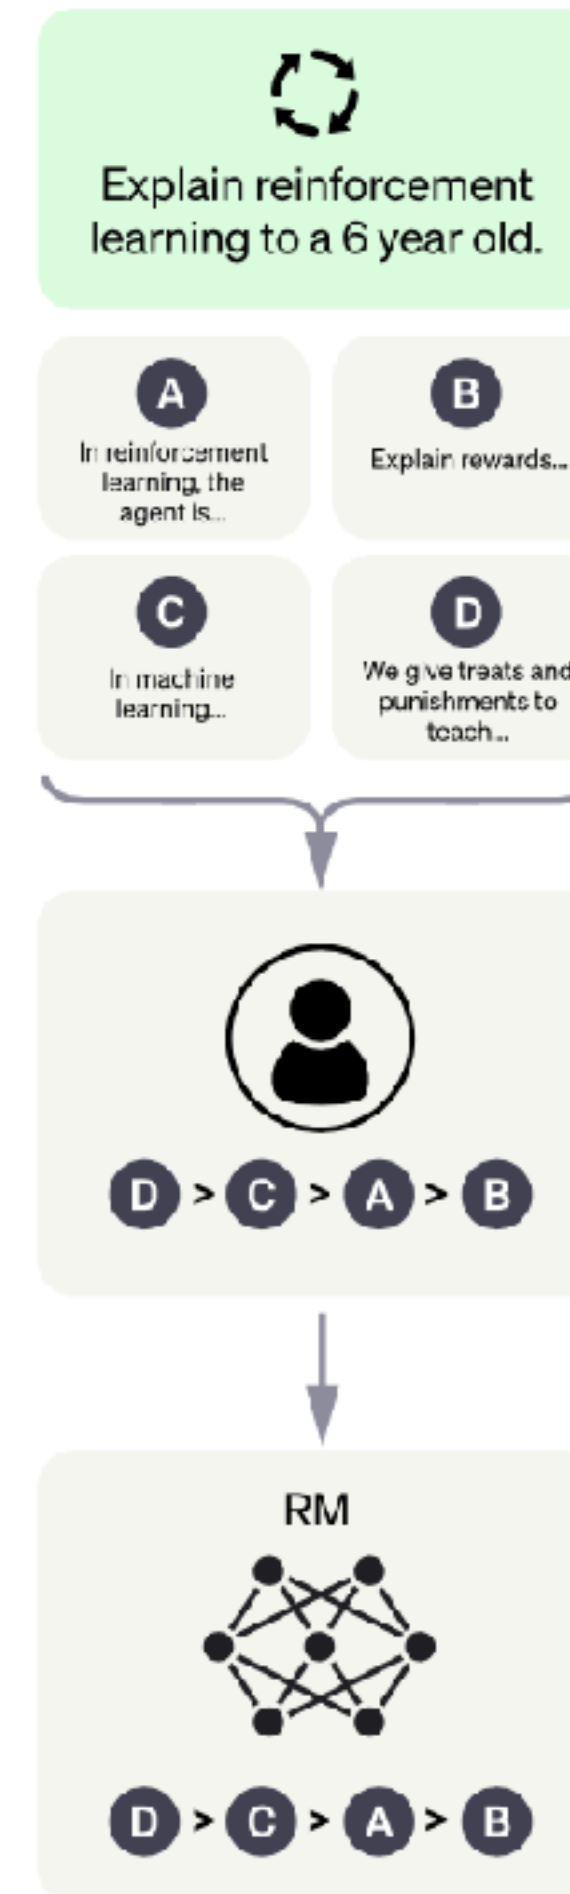 Explain reinforcement
learning to a 6 year old.
A
In reinforcement
learning, the
agent is...
B
Explain rewards...
C
In machine
learning...
D
We give treats and
punishments to
teach...
D > C > A > B
RM
D > C > A > B